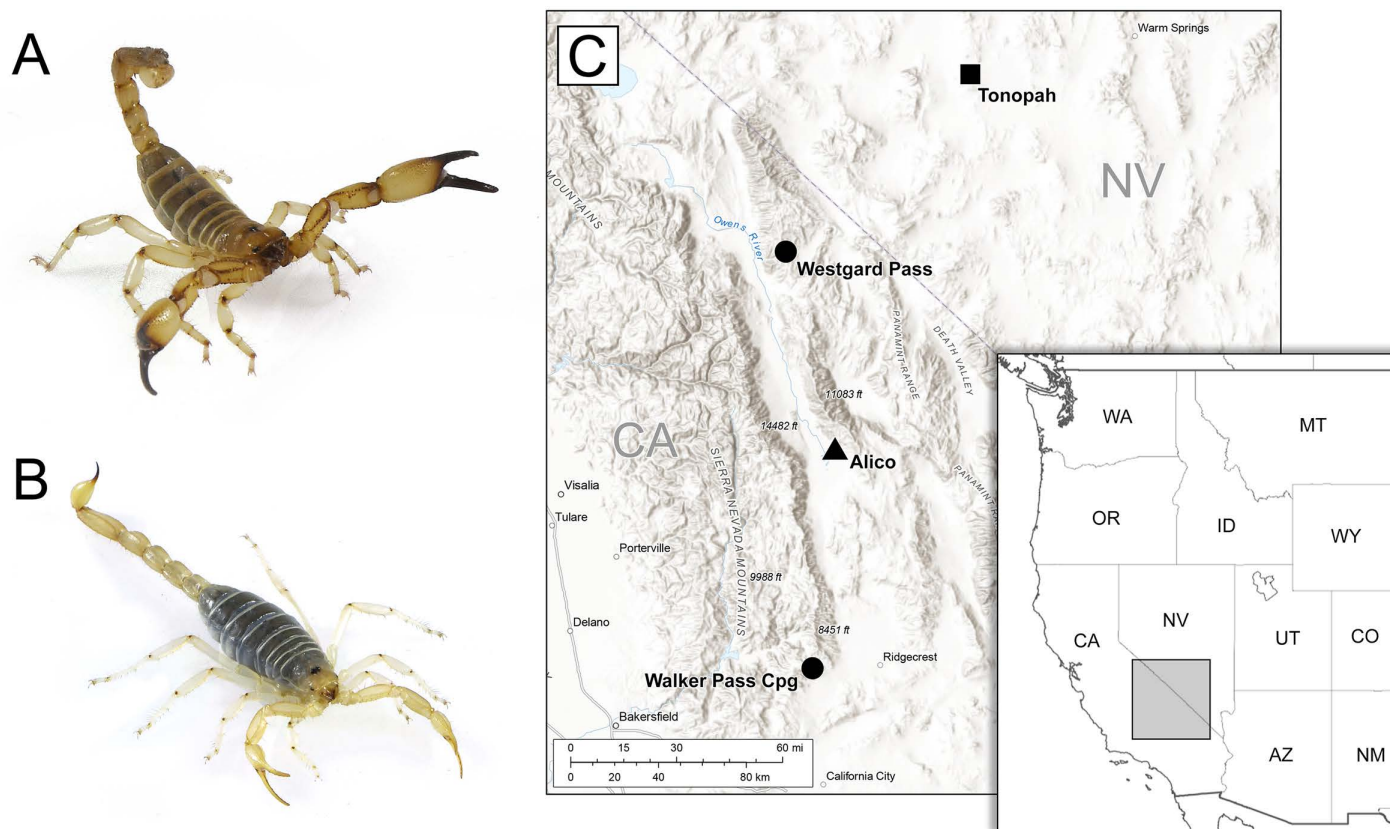 A
B
C
Warm Springs
Tonopah
NV
MOUNTAINS
Owens River
Westgard Pass
PANAMINT RANGE
DEATH VALLEY
11083 ft
14482 ft
CA
Alico
SIERRA NEVADA MOUNTAINS
Visalia
Tulare
Porterville
9988 ft
Delano
8451 ft
Ridgecrest
Walker Pass Cpg
Bakersfield
0 15 30 60 mi
0 20 40 80 km
California City
PANAMINT
WA
MT
OR
ID
WY
NV
CA
UT
CO
AZ
NM